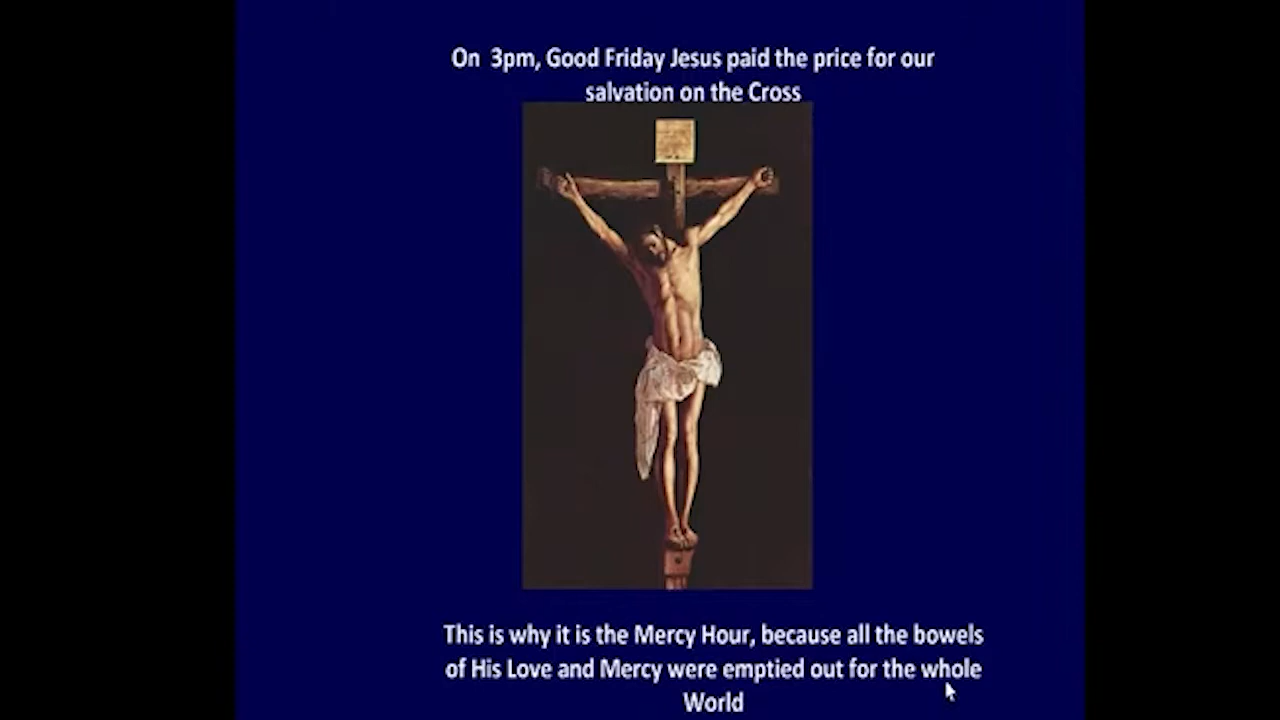 On 3pm, Good Friday Jesus paid the price for our
salvation on the Cross
This is why it is the Mercy Hour, because all the bowels
of His Love and Mercy were emptied out for the whole
World